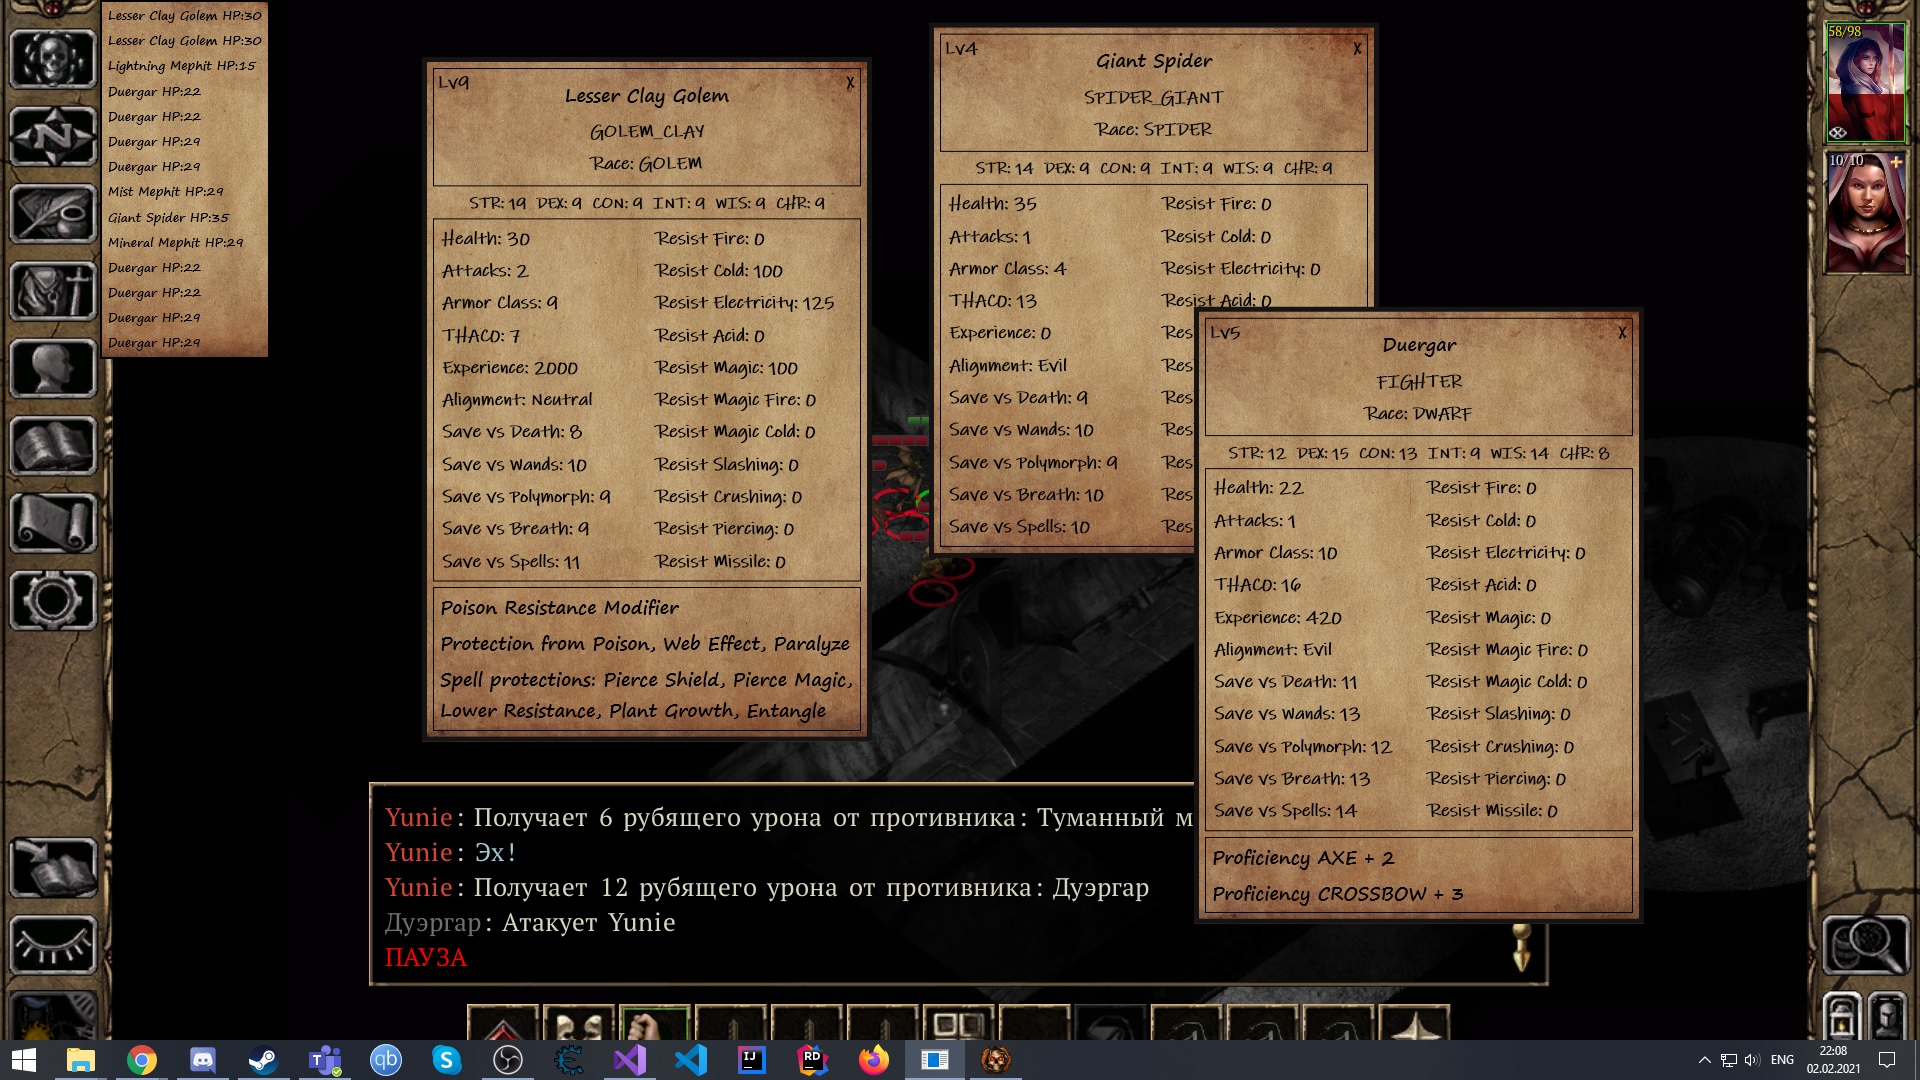 Lesser Clay Golem HP:30
Lesser Clay Golem HP:30
Lightning Mephit HP:15
Duergar HP:22
Duergar HP:22
Duergar HP:29
Duergar HP:29
Mist Mephit HP:29
Giant Spider HP:35
Mineral Mephit HP:29
Duergar HP:22
Duergar HP:22
Duergar HP:29
Duergar HP:29
Lv9
X
Lesser Clay Golem
GOLEM_CLAY
Race: GOLEM
STR: 19 DEX: 9 CON: 9 INT: 9 WIS: 9 CHR: 9
Health: 30 Resist Fire: 0
Attacks: 2 Resist Cold: 100
Armor Class: 9 Resist Electricity: 125
THACO: 7 Resist Acid: 0
Experience: 2000 Resist Magic: 100
Alignment: Neutral Resist Magic Fire: 0
Save vs Death: 8 Resist Magic Cold: 0
Save vs Wands: 10 Resist Slashing: 0
Save vs Polymorph: 9 Resist Crushing: 0
Save vs Breath: 9 Resist Piercing: 0
Save vs Spells: 11 Resist Missile: 0
Poison Resistance Modifier
Protection from Poison, Web Effect, Paralyze
Spell protections: Pierce Shield, Pierce Magic,
Lower Resistance, Plant Growth, Entangle
Lv4
X
Giant Spider
SPIDER_GIANT
Race: SPIDER
STR: 14 DEX: 9 CON: 9 INT: 9 WIS: 9 CHR: 9
Health: 35 Resist Fire: 0
Attacks: 1 Resist Cold: 0
Armor Class: 4 Resist Electricity: 0
THACO: 13 Resist Acid: 0
Experience: 0 Res
Alignment: Evil Res
Save vs Death: 9 Res
Save vs Wands: 10 Res
Save vs Polymorph: 9 Res
Save vs Breath: 10 Res
Save vs Spells: 10 Res
Lv5
X
Duergar
FIGHTER
Race: DWARF
STR: 12 DEX: 15 CON: 13 INT: 9 WIS: 14 CHR: 8
Health: 22 Resist Fire: 0
Attacks: 1 Resist Cold: 0
Armor Class: 10 Resist Electricity: 0
THACO: 16 Resist Acid: 0
Experience: 420 Resist Magic: 0
Alignment: Evil Resist Magic Fire: 0
Save vs Death: 11 Resist Magic Cold: 0
Save vs Wands: 13 Resist Slashing: 0
Save vs Polymorph: 12 Resist Crushing: 0
Save vs Breath: 13 Resist Piercing: 0
Save vs Spells: 14 Resist Missile: 0
Proficiency AXE + 2
Proficiency CROSSBOW + 3
58/98
10/10
Yunie: Получает 6 рубящего урона от противника: Туманный м
Yunie: Эх!
Yunie: Получает 12 рубящего урона от противника: Дуэргар
Дуэргар: Атакует Yunie
ПАУЗА
N
qb
S
IJ
RD
ENG
22:08
02.02.2021